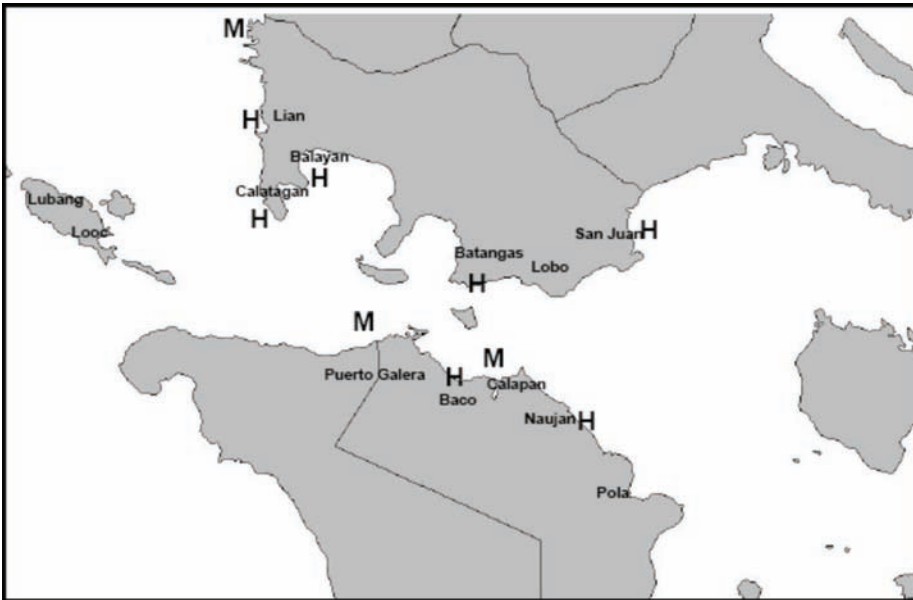 M
H
Lian
Balayan
H
Calatagan
H
Lubang
Looc
San Juan
H
Batangas
Lobo
H
M
M
Puerto Galera
H
Calapan
Baco
Naujan
H
Pola